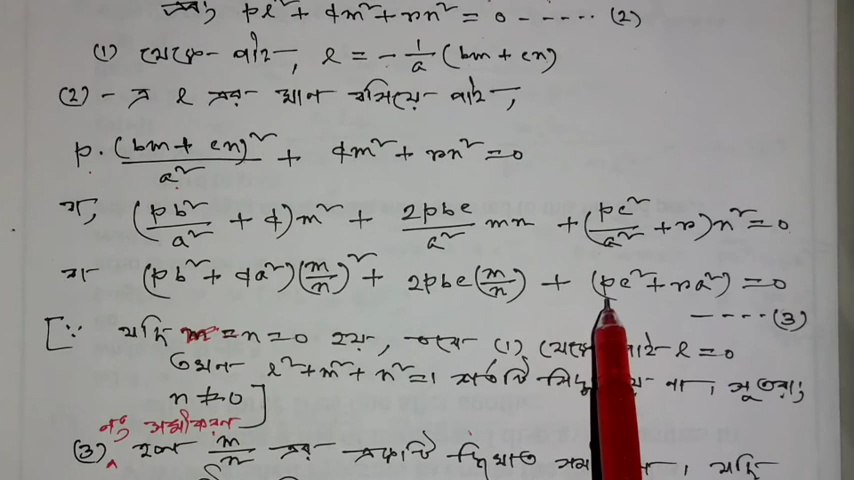 বা, pl² + qm² + rn² = 0 ----- (2)
(1) থেকে পাই, l = - 1/a (bm + cn)
(2) - এ l এর মান বসিয়ে পাই,
p. (bm + cn)²/a² + qm² + rn² = 0
বা, (pb²/a² + q)m² + 2pbc/a² mn + (pc²/a² + r)n² = 0
বা (pb² + qa²)(m/n)² + 2pbc(m/n) + (pc² + ra²) = 0
----(3)
[∵ যদি m = n = 0 হয়, তবে (1) থেকে পাই l = 0
তখন l² + m² + n² = 1 শর্তটি সিদ্ধ হয় না, সুতরাং
n ≠ 0]
নং সমীকরণ
(3) হলো m/n এর একটি দ্বিঘাত, যদি